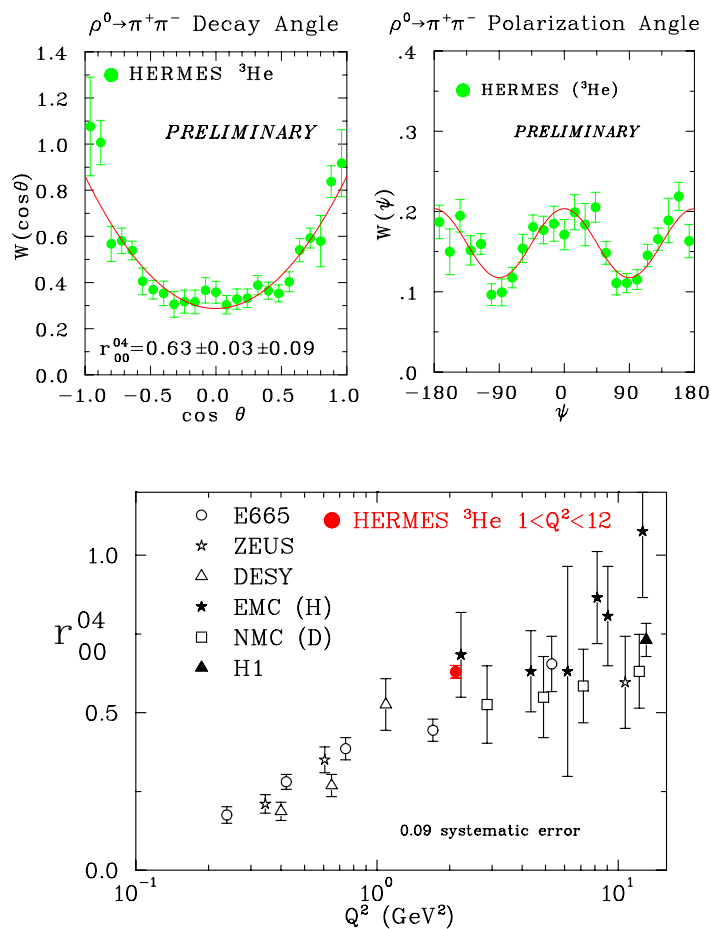 ρ⁰→π⁺π⁻ Decay Angle
W(cosθ)
1.4
1.2
1.0
0.8
0.6
0.4
0.2
0.0
HERMES ³He
PRELIMINARY
r⁰⁴₀₀=0.63±0.03±0.09
−1.0 −0.5 0.0 0.5 1.0
cos θ
ρ⁰→π⁺π⁻ Polarization Angle
W(ψ)
.4
.3
.2
.1
.0
HERMES (³He)
PRELIMINARY
−180 −90 0 90 180
ψ
r⁰⁴₀₀
1.0
0.5
0.0
E665
ZEUS
DESY
EMC (H)
NMC (D)
H1
HERMES ³He 1<Q²<12
0.09 systematic error
10⁻¹ 10⁰ 10¹
Q² (GeV²)